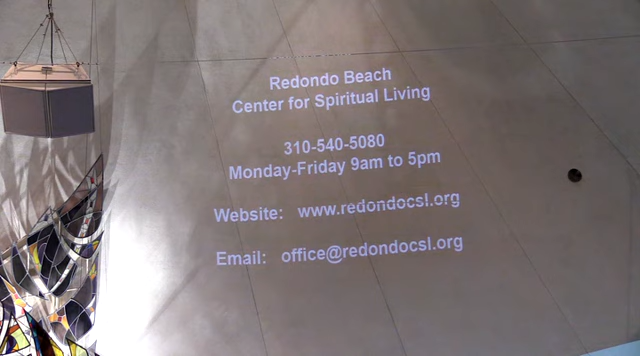 Redondo Beach
Center for Spiritual Living
310-540-5080
Monday-Friday 9am to 5pm
Website: www.redondocsl.org
Email: office@redondocsl.org